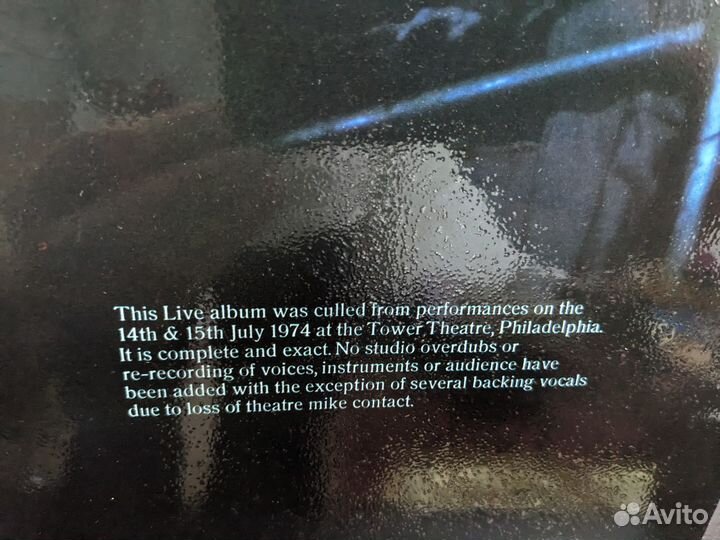 This Live album was culled from performances on the
14th & 15th July 1974 at the Tower Theatre, Philadelphia.
It is complete and exact. No studio overdubs or
re-recording of voices, instruments or audience have
been added with the exception of several backing vocals
due to loss of theatre mike contact.
Avito